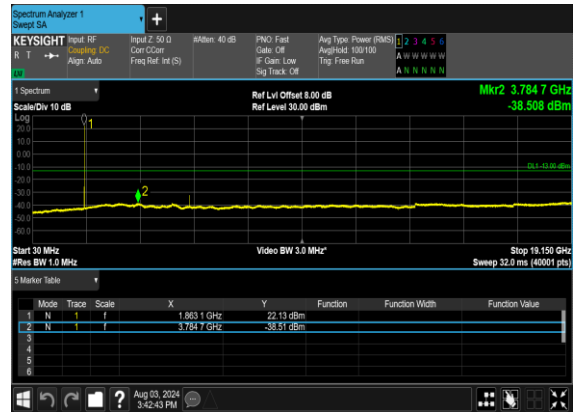 Spectrum Analyzer 1
Swept SA
+
KEYSIGHT Input: RF Input Z: 50 Ω #Atten: 40 dB PNO: Fast Avg Type: Power (RMS) 1 2 3 4 5 6
R T Coupling: DC Corr CCorr Gate: Off Avg|Hold: 100/100 A W W W W W
Align: Auto Freq Ref: Int (S) IF Gain: Low Trig: Free Run
LW Sig Track: Off A N N N N N
1 Spectrum Ref Lvl Offset 8.00 dB Mkr2 3.784 7 GHz
Scale/Div 10 dB Ref Level 30.00 dBm -38.508 dBm
Log
20.0
10.0
0.00
-10.0
-20.0
-30.0
-40.0
-50.0
-60.0
1
2
DL1 -13.00 dBm
Start 30 MHz Video BW 3.0 MHz* Stop 19.150 GHz
#Res BW 1.0 MHz Sweep 32.0 ms (40001 pts)
5 Marker Table
Mode Trace Scale X Y Function Function Width Function Value
1 N 1 f 1.863 1 GHz 22.13 dBm
2 N 1 f 3.784 7 GHz -38.51 dBm
3
4
5
6
? Aug 03, 2024
3:42:43 PM